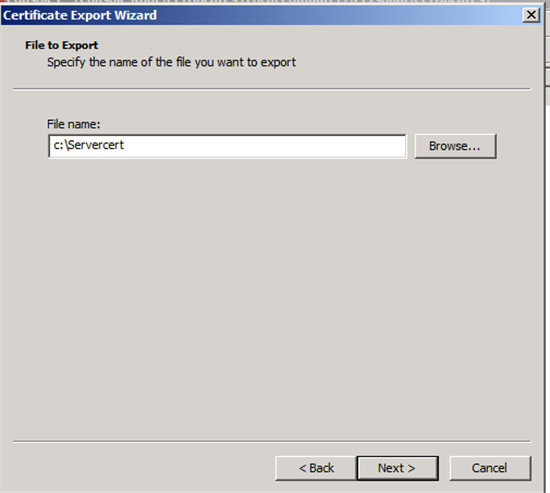 Certificate Export Wizard
File to Export
Specify the name of the file you want to export
File name:
c:\Servercert
Browse...
< Back
Next >
Cancel